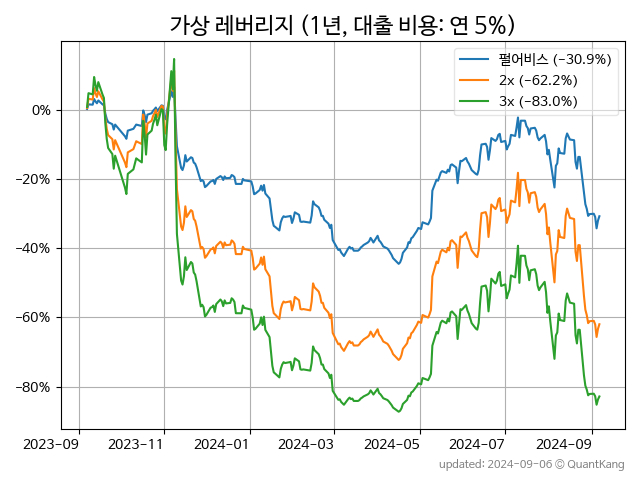 가상 레버리지 (1년, 대출 비용: 연 5%)
펄어비스 (−30.9%)
2x (−62.2%)
3x (−83.0%)
0%
−20%
−40%
−60%
−80%
2023-09 2023-11 2024-01 2024-03 2024-05 2024-07 2024-09
updated: 2024-09-06 © QuantKang